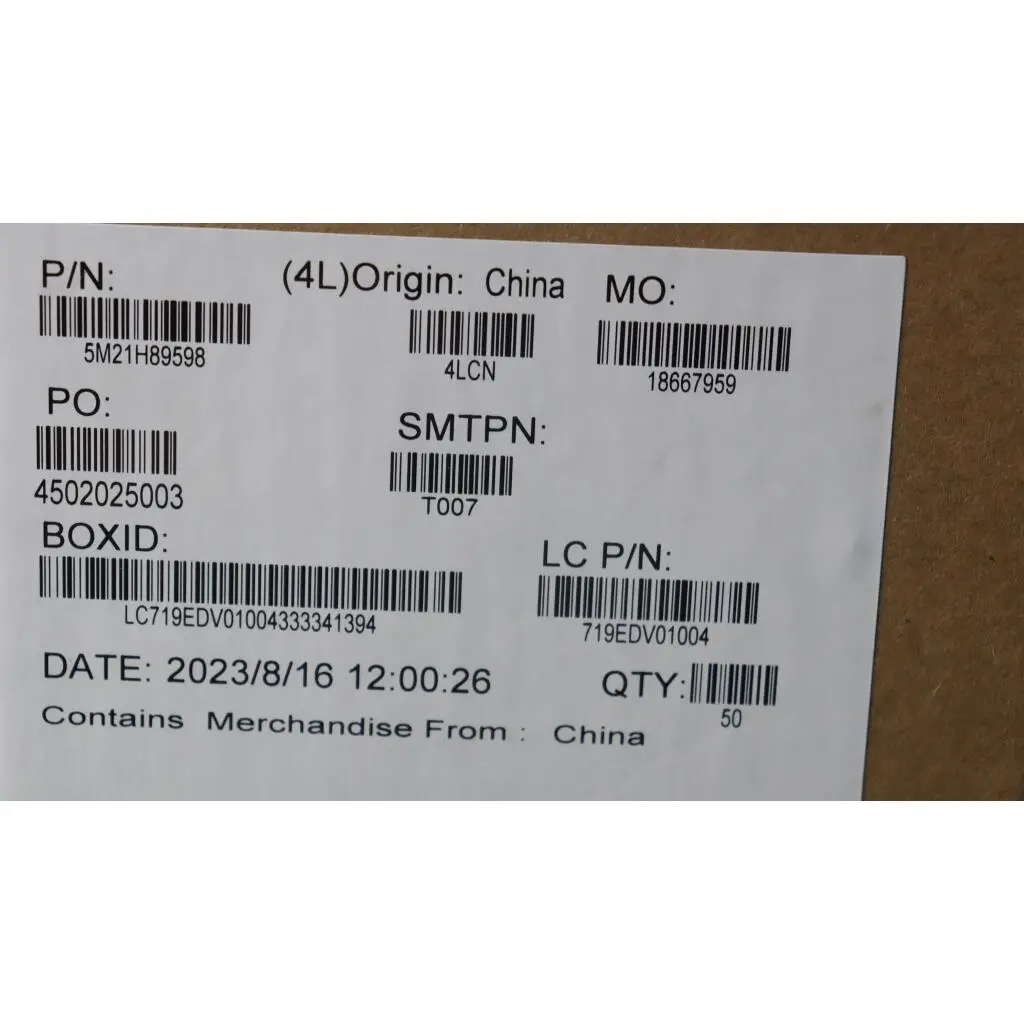 P/N: (4L)Origin: China MO:
5M21H89598 4LCN 18667959
PO: SMTPN:
4502025003 T007
BOXID: LC P/N:
LC719EDV01004333341394 719EDV01004
DATE: 2023/8/16 12:00:26 QTY:
50
Contains Merchandise From : China